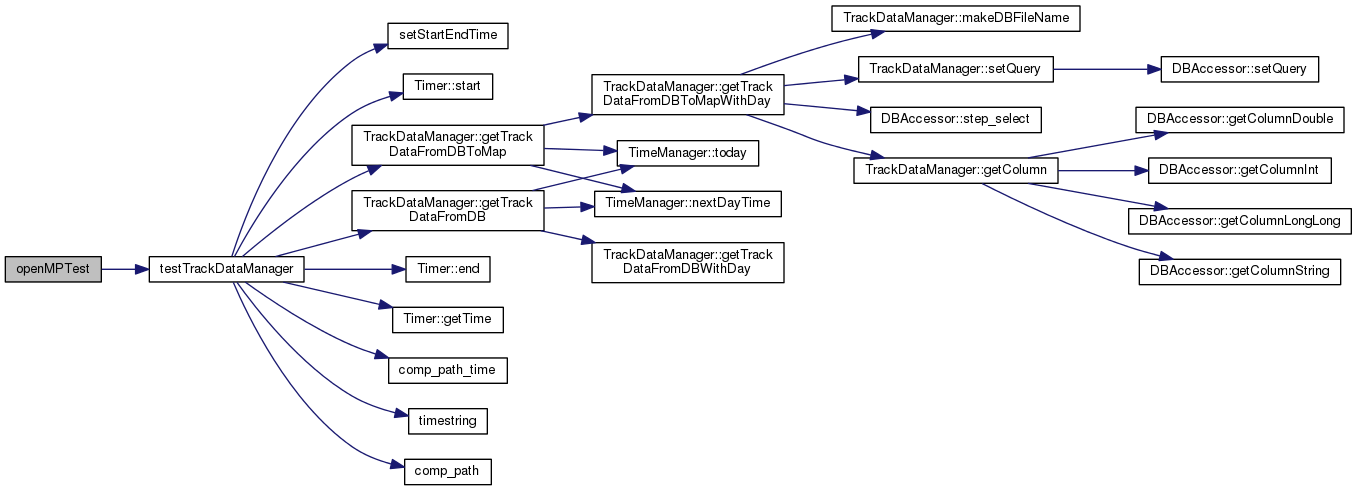 openMPTest
testTrackDataManager
setStartEndTime
Timer::start
TrackDataManager::getTrack
DataFromDBToMap
TrackDataManager::getTrack
DataFromDB
Timer::end
Timer::getTime
comp_path_time
timestring
comp_path
TrackDataManager::getTrack
DataFromDBToMapWithDay
TimeManager::today
TimeManager::nextDayTime
TrackDataManager::getTrack
DataFromDBWithDay
TrackDataManager::makeDBFileName
TrackDataManager::setQuery
DBAccessor::step_select
TrackDataManager::getColumn
DBAccessor::setQuery
DBAccessor::getColumnDouble
DBAccessor::getColumnInt
DBAccessor::getColumnLongLong
DBAccessor::getColumnString